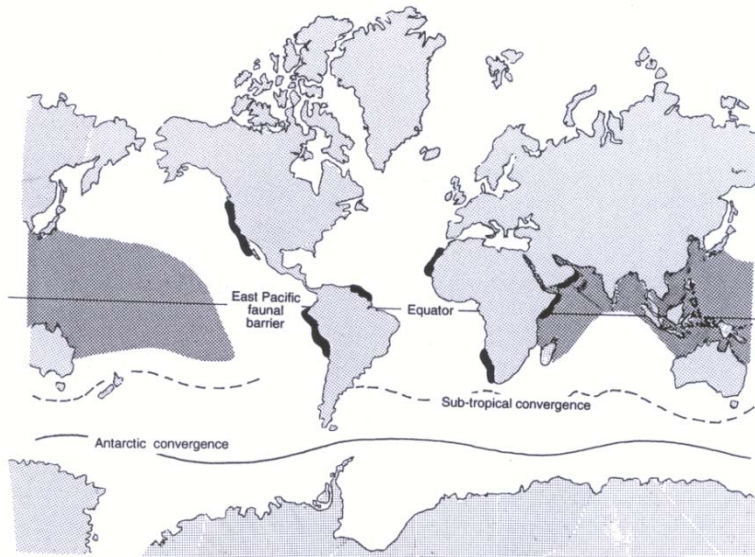 East Pacific
faunal
barrier
Equator
Sub-tropical convergence
Antarctic convergence